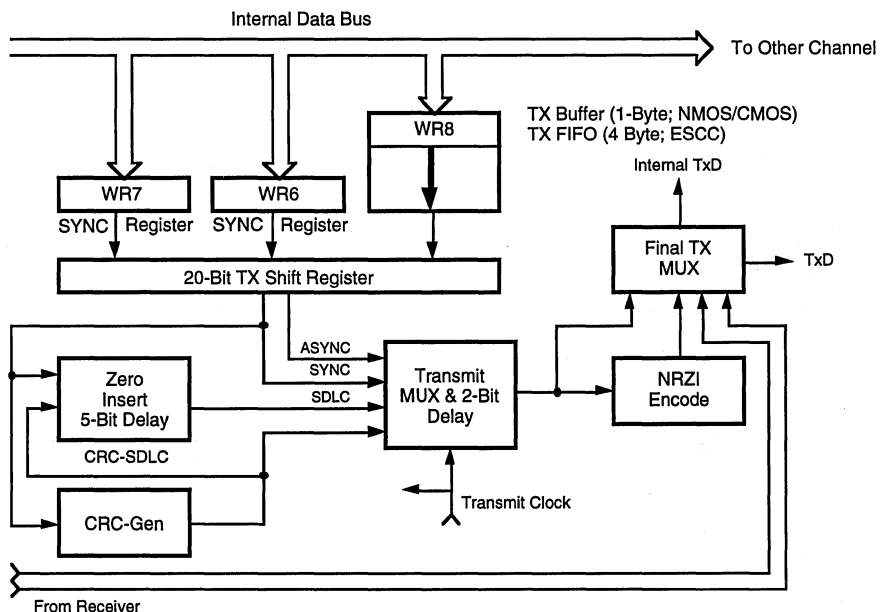 Internal Data Bus
To Other Channel
TX Buffer (1-Byte; NMOS/CMOS)
TX FIFO (4 Byte; ESCC)
WR8
Internal TxD
WR7
WR6
SYNC Register
SYNC Register
Final TX
MUX
TxD
20-Bit TX Shift Register
ASYNC
SYNC
SDLC
Zero
Insert
5-Bit Delay
Transmit
MUX & 2-Bit
Delay
NRZI
Encode
CRC-SDLC
CRC-Gen
Transmit Clock
From Receiver